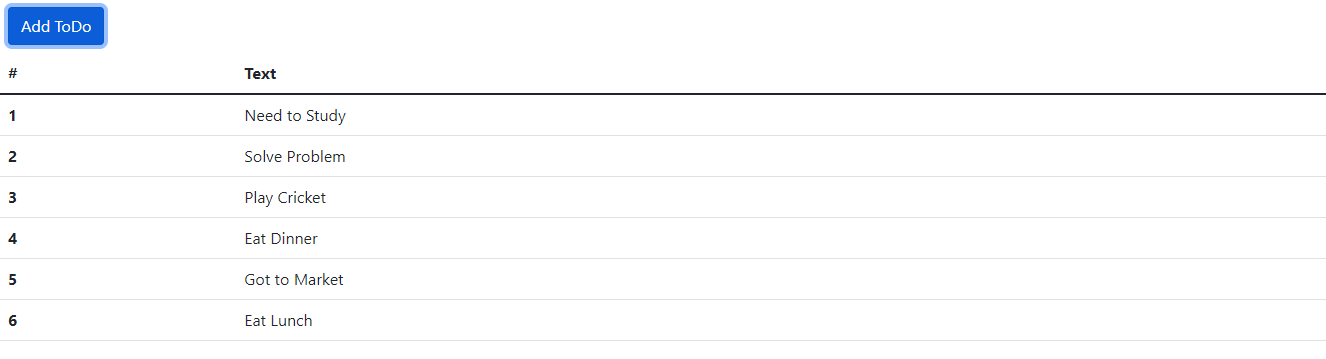 Add ToDo
# Text
1 Need to Study
2 Solve Problem
3 Play Cricket
4 Eat Dinner
5 Got to Market
6 Eat Lunch